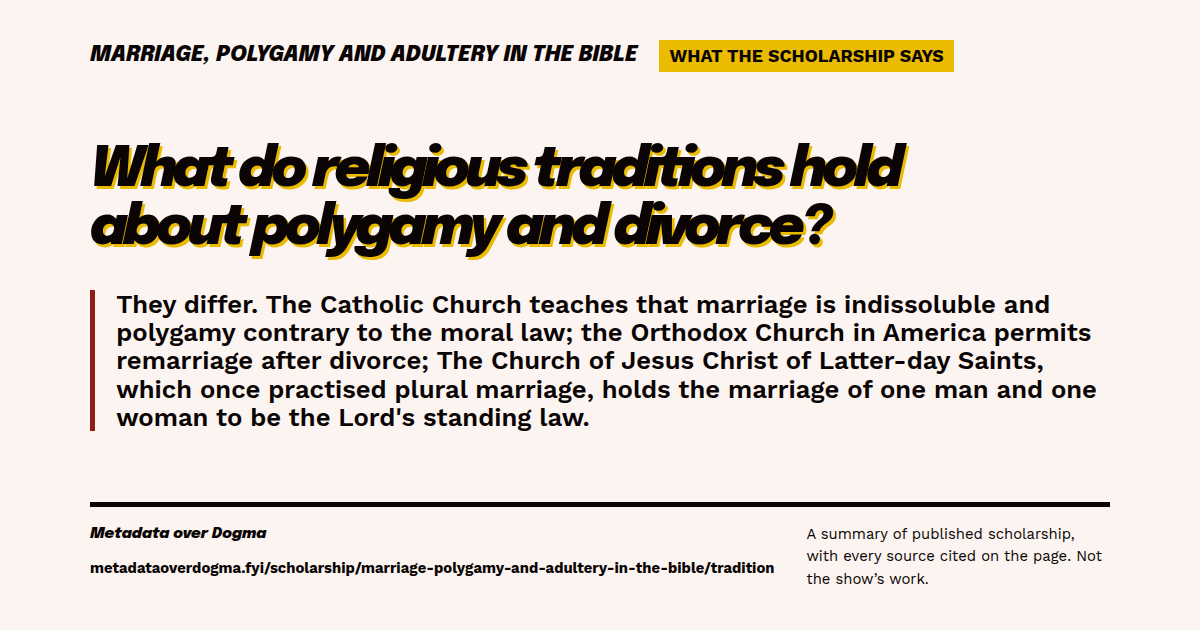 MARRIAGE, POLYGAMY AND ADULTERY IN THE BIBLE
WHAT THE SCHOLARSHIP SAYS
What do religious traditions hold
about polygamy and divorce?
They differ. The Catholic Church teaches that marriage is indissoluble and
polygamy contrary to the moral law; the Orthodox Church in America permits
remarriage after divorce; The Church of Jesus Christ of Latter-day Saints,
which once practised plural marriage, holds the marriage of one man and one
woman to be the Lord's standing law.
Metadata over Dogma
metadataoverdogma.fyi/scholarship/marriage-polygamy-and-adultery-in-the-bible/tradition
A summary of published scholarship,
with every source cited on the page. Not
the show’s work.